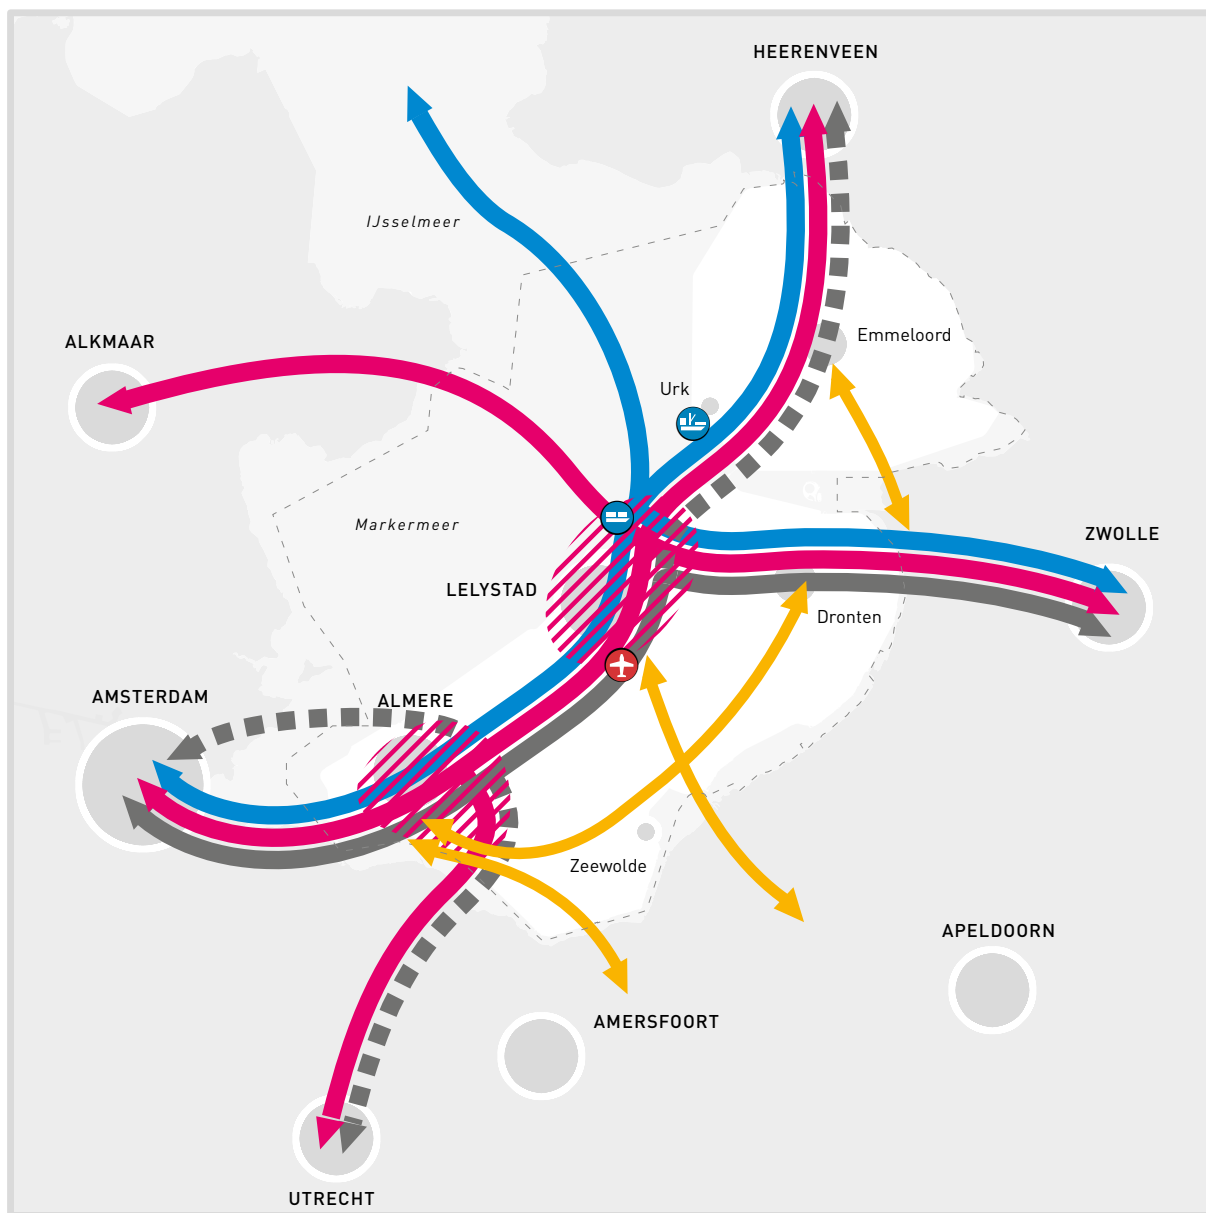 HEERENVEEN
IJsselmeer
Emmeloord
ALKMAAR
Urk
Markermeer
ZWOLLE
LELYSTAD
Dronten
AMSTERDAM
ALMERE
Zeewolde
APELDOORN
AMERSFOORT
UTRECHT